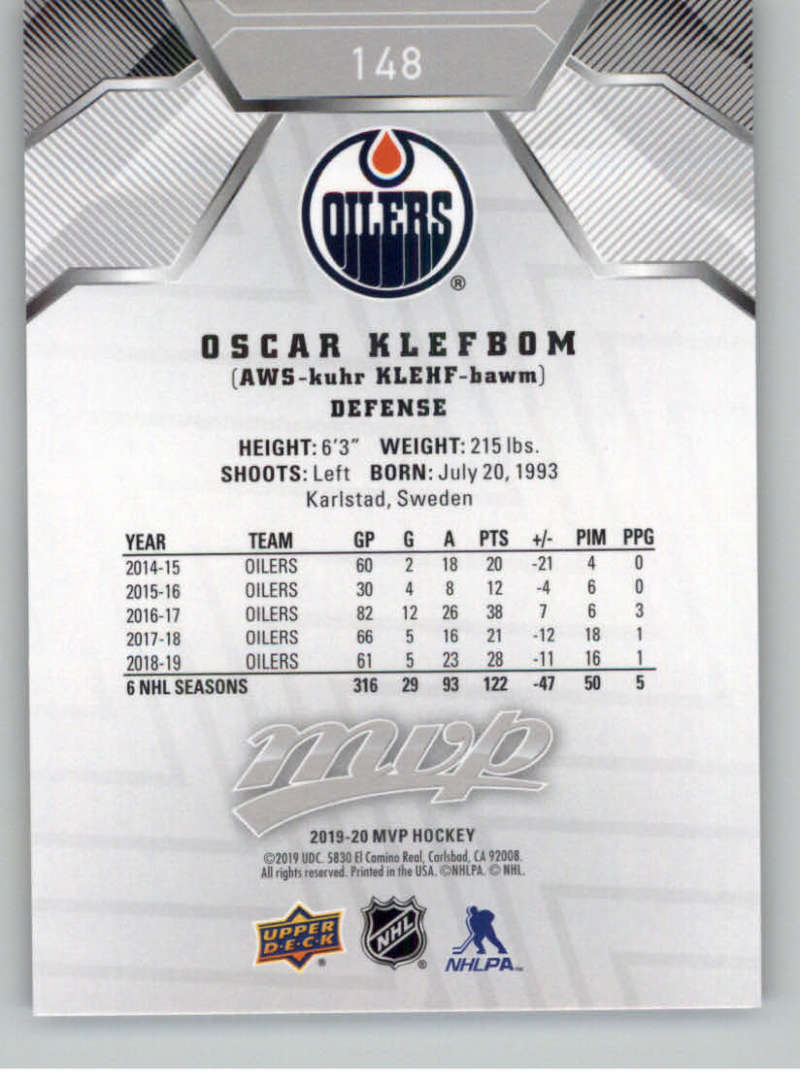 148
OILERS
®
OSCAR KLEFBOM
(AWS-kuhr KLEHF-bawm)
DEFENSE
HEIGHT: 6'3" WEIGHT: 215 lbs.
SHOOTS: Left BORN: July 20, 1993
Karlstad, Sweden
YEAR TEAM GP G A PTS +/- PIM PPG
2014-15 OILERS 60 2 18 20 -21 4 0
2015-16 OILERS 30 4 8 12 -4 6 0
2016-17 OILERS 82 12 26 38 7 6 3
2017-18 OILERS 66 5 16 21 -12 18 1
2018-19 OILERS 61 5 23 28 -11 16 1
6 NHL SEASONS 316 29 93 122 -47 50 5
mvp
2019-20 MVP HOCKEY
©2019 UDC. 5830 El Camino Real, Carlsbad, CA 92008.
All rights reserved. Printed in the USA. ©NHLPA. © NHL.
UPPER D·E·C·K ® NHL ® NHLPA™